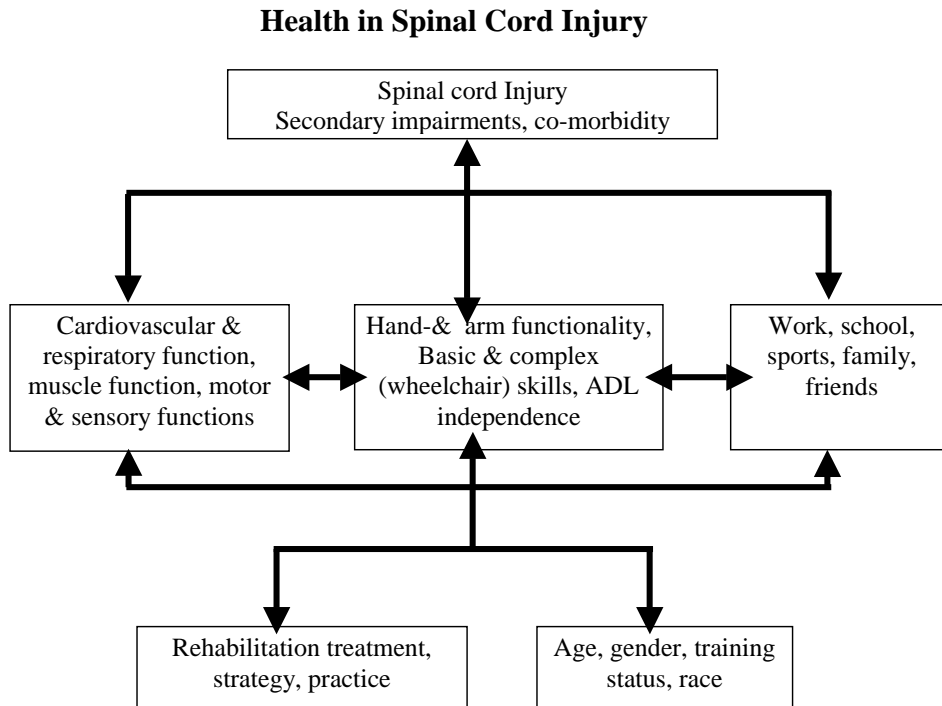 Health in Spinal Cord Injury
Spinal cord Injury
Secondary impairments, co-morbidity
Cardiovascular &
respiratory function,
muscle function, motor
& sensory functions
Hand-& arm functionality,
Basic & complex
(wheelchair) skills, ADL
independence
Work, school,
sports, family,
friends
Rehabilitation treatment,
strategy, practice
Age, gender, training
status, race